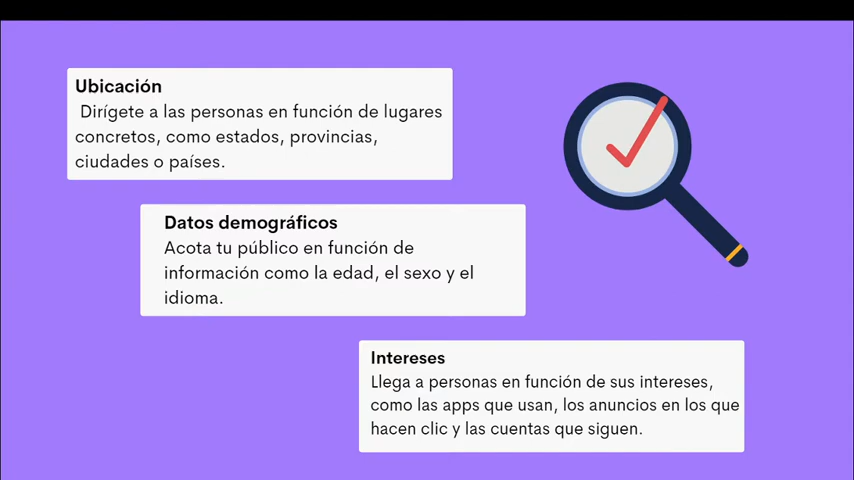 Ubicación
Dirígete a las personas en función de lugares
concretos, como estados, provincias,
ciudades o países.
Datos demográficos
Acota tu público en función de
información como la edad, el sexo y el
idioma.
Intereses
Llega a personas en función de sus intereses,
como las apps que usan, los anuncios en los que
hacen clic y las cuentas que siguen.